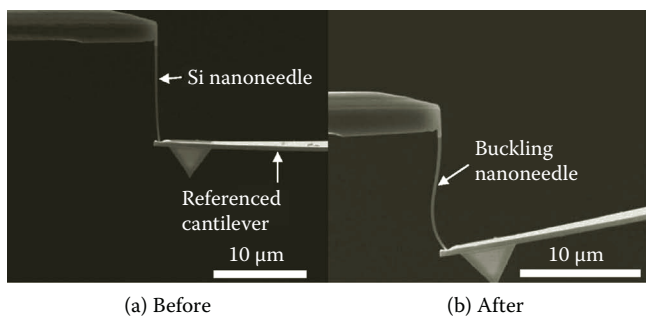 Si nanoneedle
Referenced
cantilever
10 µm
(a) Before
Buckling
nanoneedle
10 µm
(b) After